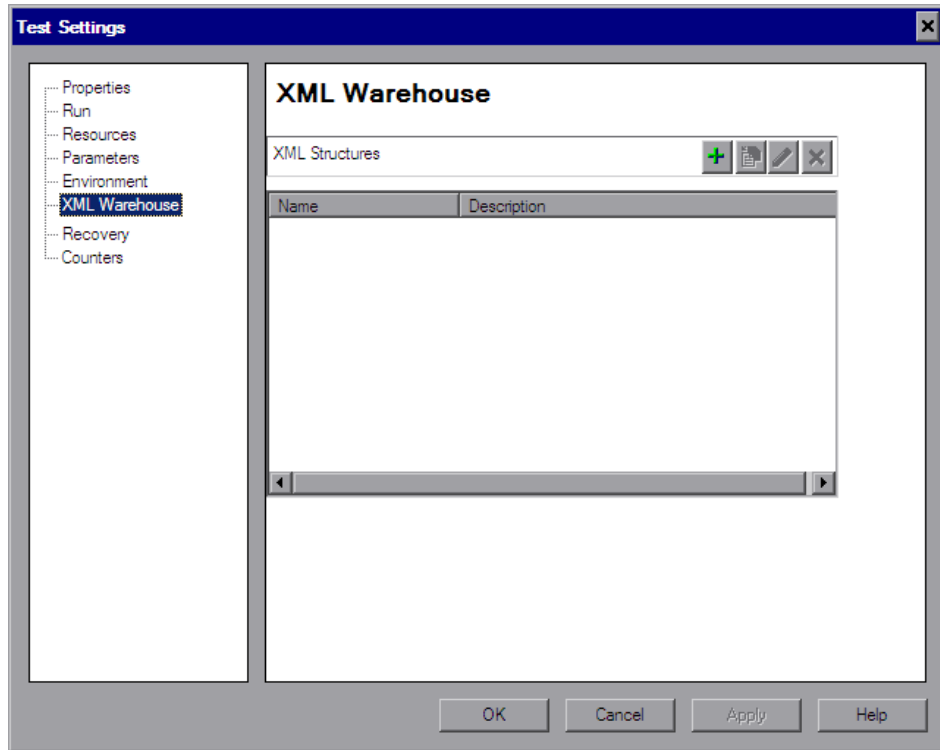 Test Settings
Properties
Run
Resources
Parameters
Environment
XML Warehouse
Recovery
Counters
XML Warehouse
XML Structures
Name Description
OK Cancel Apply Help